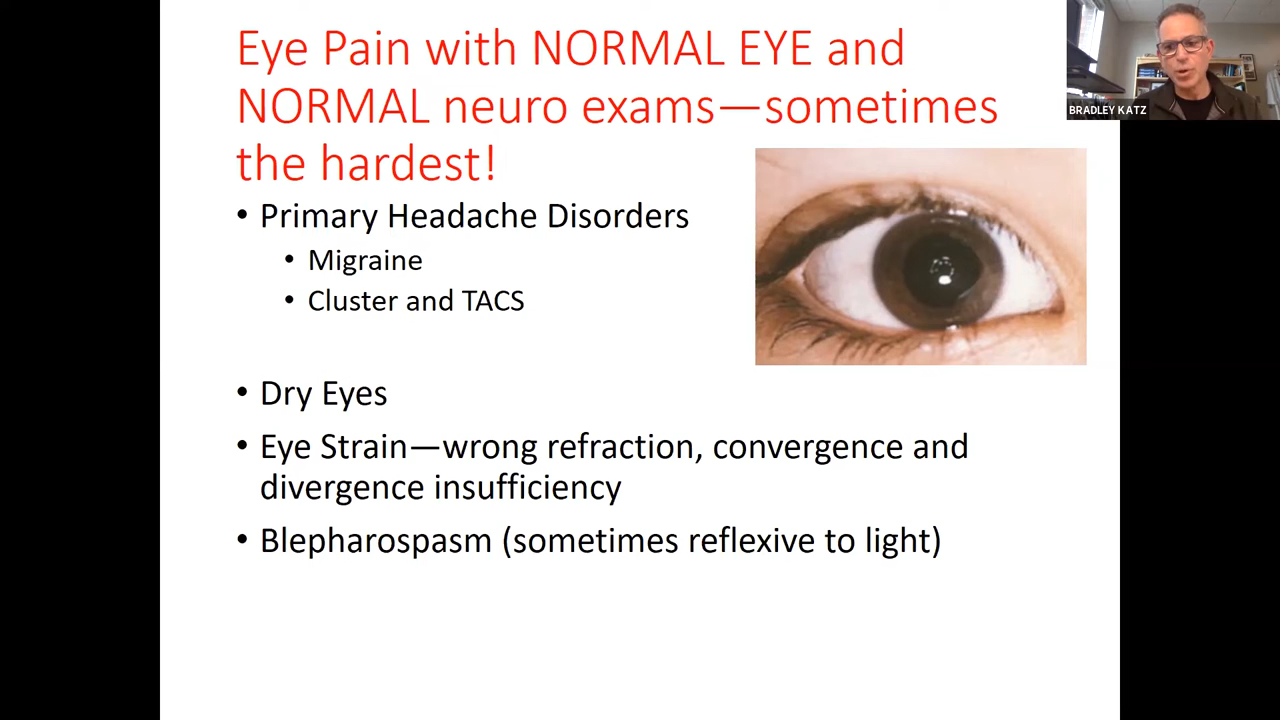 Eye Pain with NORMAL EYE and
NORMAL neuro exams—sometimes
the hardest!
• Primary Headache Disorders
• Migraine
• Cluster and TACS
• Dry Eyes
• Eye Strain—wrong refraction, convergence and
divergence insufficiency
• Blepharospasm (sometimes reflexive to light)
BRADLEY KATZ